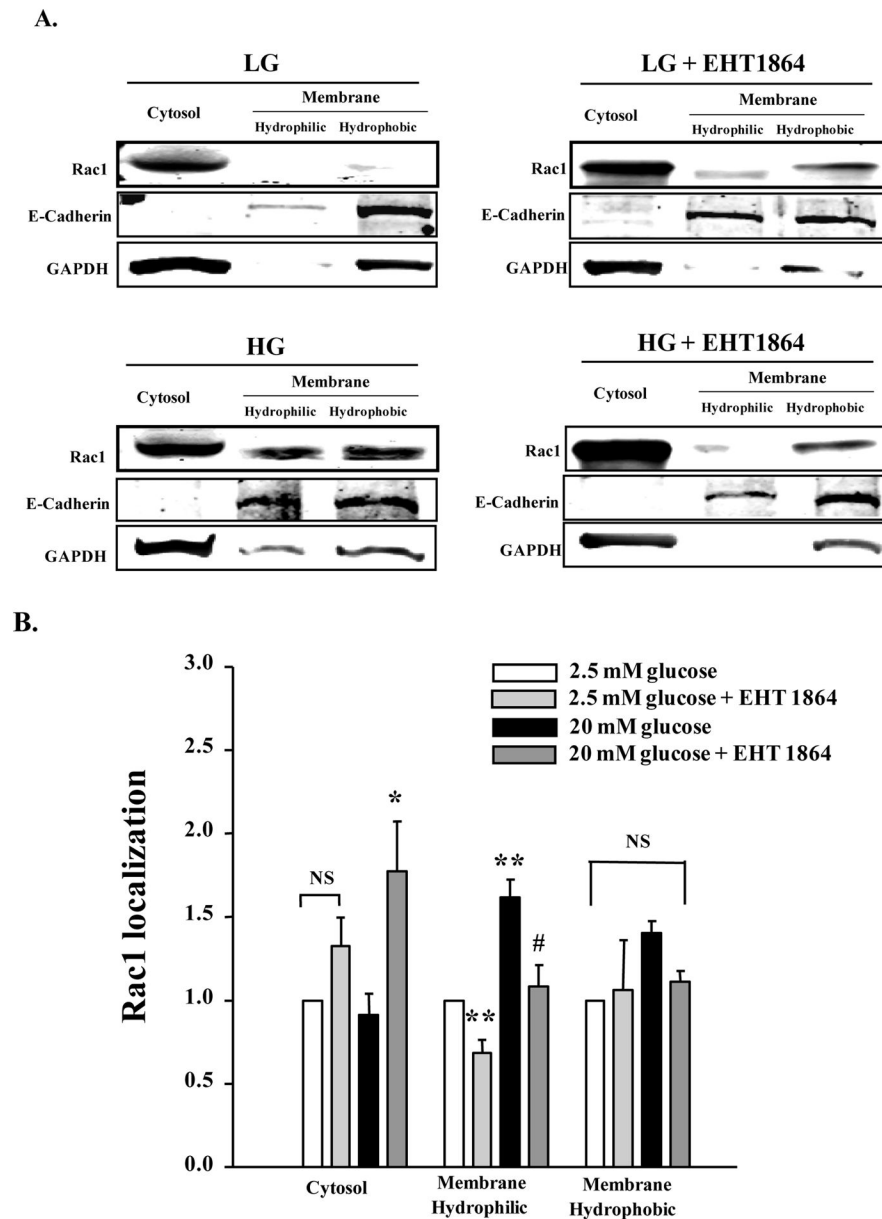 A.
LG
Cytosol
Membrane
Hydrophilic Hydrophobic
Rac1
E-Cadherin
GAPDH
LG + EHT1864
Cytosol
Membrane
Hydrophilic Hydrophobic
Rac1
E-Cadherin
GAPDH
HG
Cytosol
Membrane
Hydrophilic Hydrophobic
Rac1
E-Cadherin
GAPDH
HG + EHT1864
Cytosol
Membrane
Hydrophilic Hydrophobic
Rac1
E-Cadherin
GAPDH
B.
Rac1 localization
3.0
2.5
2.0
1.5
1.0
0.5
0.0
2.5 mM glucose
2.5 mM glucose + EHT 1864
20 mM glucose
20 mM glucose + EHT 1864
NS
*
**
**
#
NS
Cytosol
Membrane
Hydrophilic
Membrane
Hydrophobic